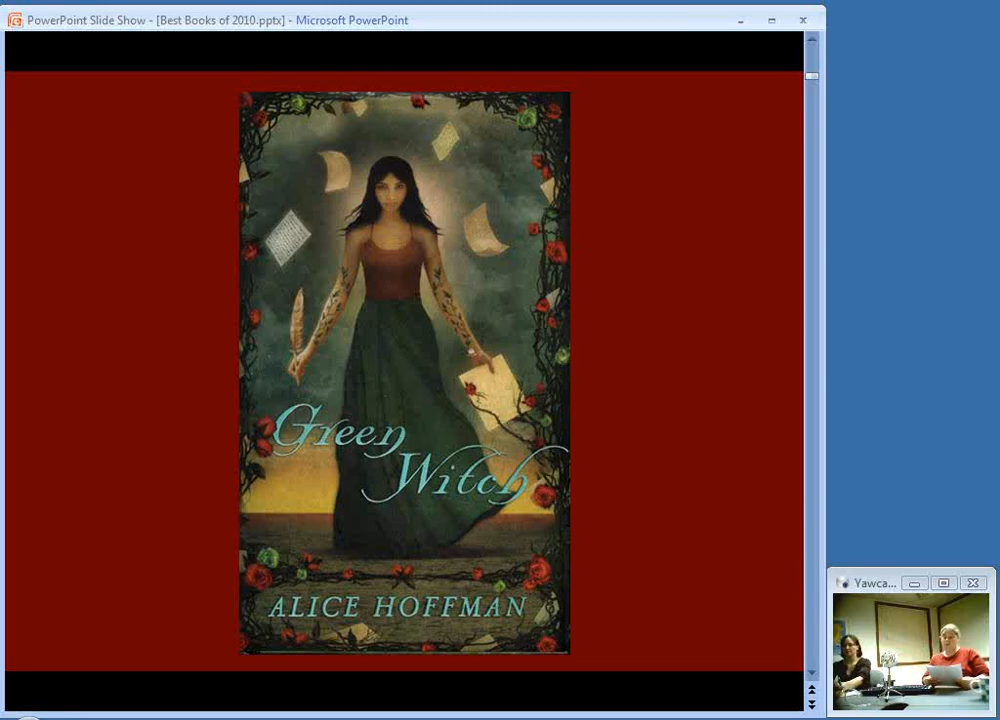 PowerPoint Slide Show - [Best Books of 2010.pptx] - Microsoft PowerPoint
Green
Witch
ALICE HOFFMAN
Yawca...